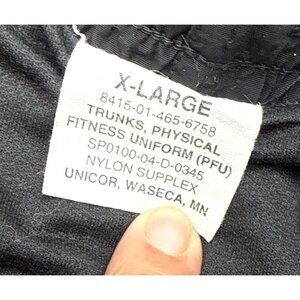 X-LARGE
8415-01-465-6758
TRUNKS, PHYSICAL
FITNESS UNIFORM (PFU)
SP0100-04-D-0345
NYLON SUPPLEX
UNICOR, WASECA, MN